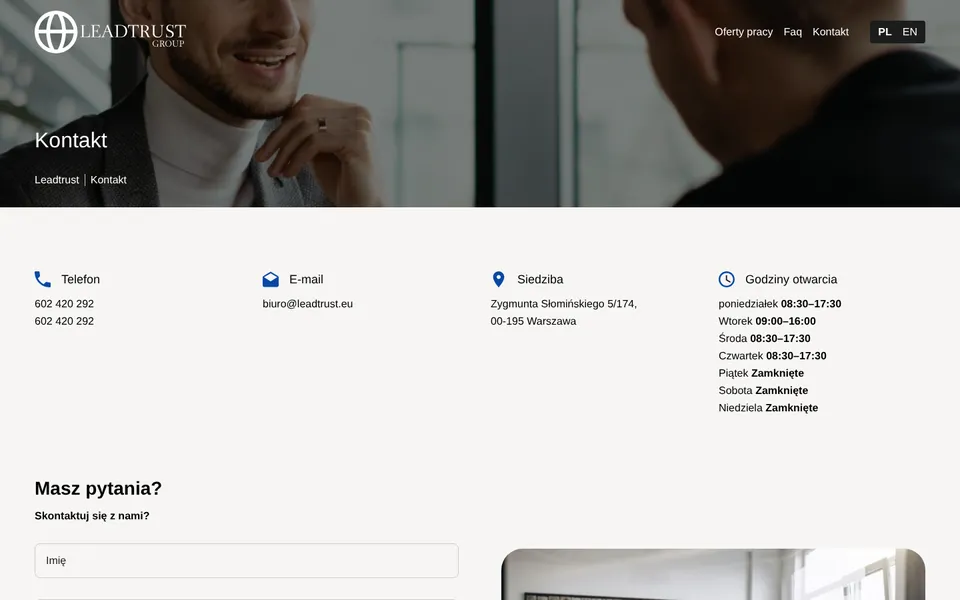 LEADTRUST
GROUP
Oferty pracy Faq Kontakt PL EN
Kontakt
Leadtrust | Kontakt
Telefon
602 420 292
602 420 292
E-mail
biuro@leadtrust.eu
Siedziba
Zygmunta Słomińskiego 5/174,
00-195 Warszawa
Godziny otwarcia
poniedziałek 08:30–17:30
Wtorek 09:00–16:00
Środa 08:30–17:30
Czwartek 08:30–17:30
Piątek Zamknięte
Sobota Zamknięte
Niedziela Zamknięte
Masz pytania?
Skontaktuj się z nami?
Imię